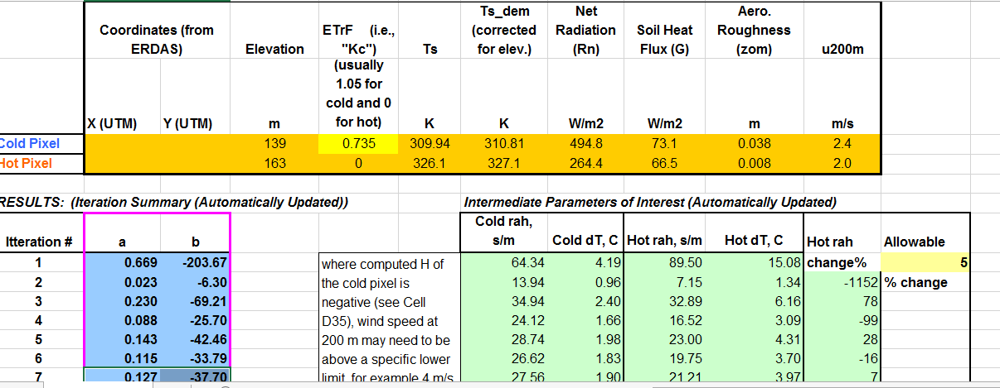 Coordinates (from ERDAS) Elevation ETrF (i.e., "Kc") (usually 1.05 for cold and 0 for hot) Ts Ts_dem (corrected for elev.) Net Radiation (Rn) Soil Heat Flux (G) Aero. Roughness (zom) u200m
X (UTM) Y (UTM) m K K W/m2 W/m2 m m/s
Cold Pixel 139 0.735 309.94 310.81 494.8 73.1 0.038 2.4
Hot Pixel 163 0 326.1 327.1 264.4 66.5 0.008 2.0
RESULTS: (Iteration Summary (Automatically Updated)) Intermediate Parameters of Interest (Automatically Updated)
Itteration # a b Cold rah, s/m Cold dT, C Hot rah, s/m Hot dT, C Hot rah Allowable
1 0.669 -203.67 where computed H of 64.34 4.19 89.50 15.08 change% 5
2 0.023 -6.30 the cold pixel is 13.94 0.96 7.15 1.34 -1152 % change
3 0.230 -69.21 negative (see Cell 34.94 2.40 32.89 6.16 78
4 0.088 -25.70 D35), wind speed at 24.12 1.66 16.52 3.09 -99
5 0.143 -42.46 200 m may need to be 28.74 1.98 23.00 4.31 28
6 0.115 -33.79 above a specific lower 26.62 1.83 19.75 3.70 -16
7 0.127 -37.70 limit, for example 4 m/s 27.56 1.90 21.21 3.97 7